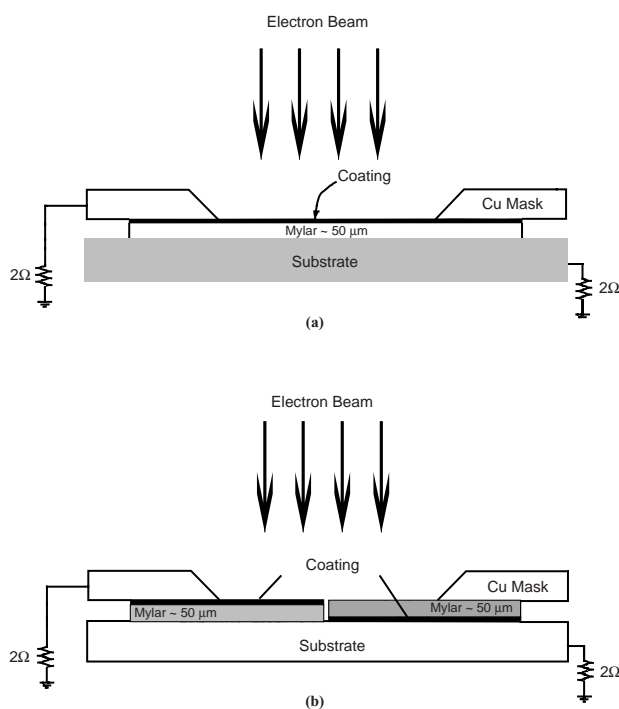 Electron Beam
Coating
Cu Mask
Mylar ~ 50 μm
Substrate
2Ω
2Ω
(a)
Electron Beam
Coating
Cu Mask
Mylar ~ 50 μm
Mylar ~ 50 μm
Substrate
2Ω
2Ω
(b)